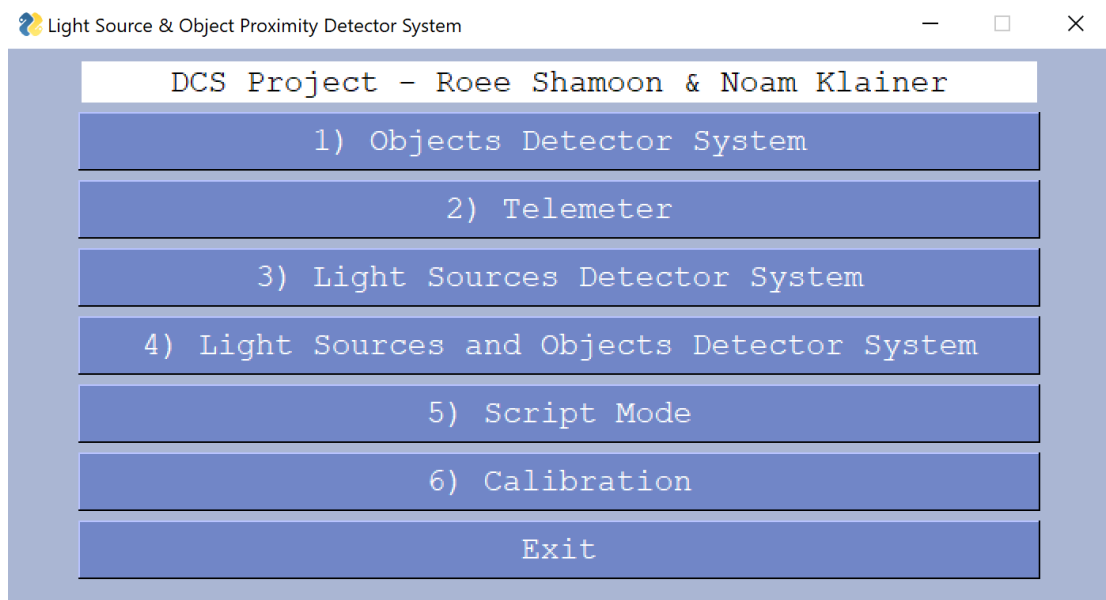 Light Source & Object Proximity Detector System
DCS Project - Roee Shamoon & Noam Klainer
1) Objects Detector System
2) Telemeter
3) Light Sources Detector System
4) Light Sources and Objects Detector System
5) Script Mode
6) Calibration
Exit